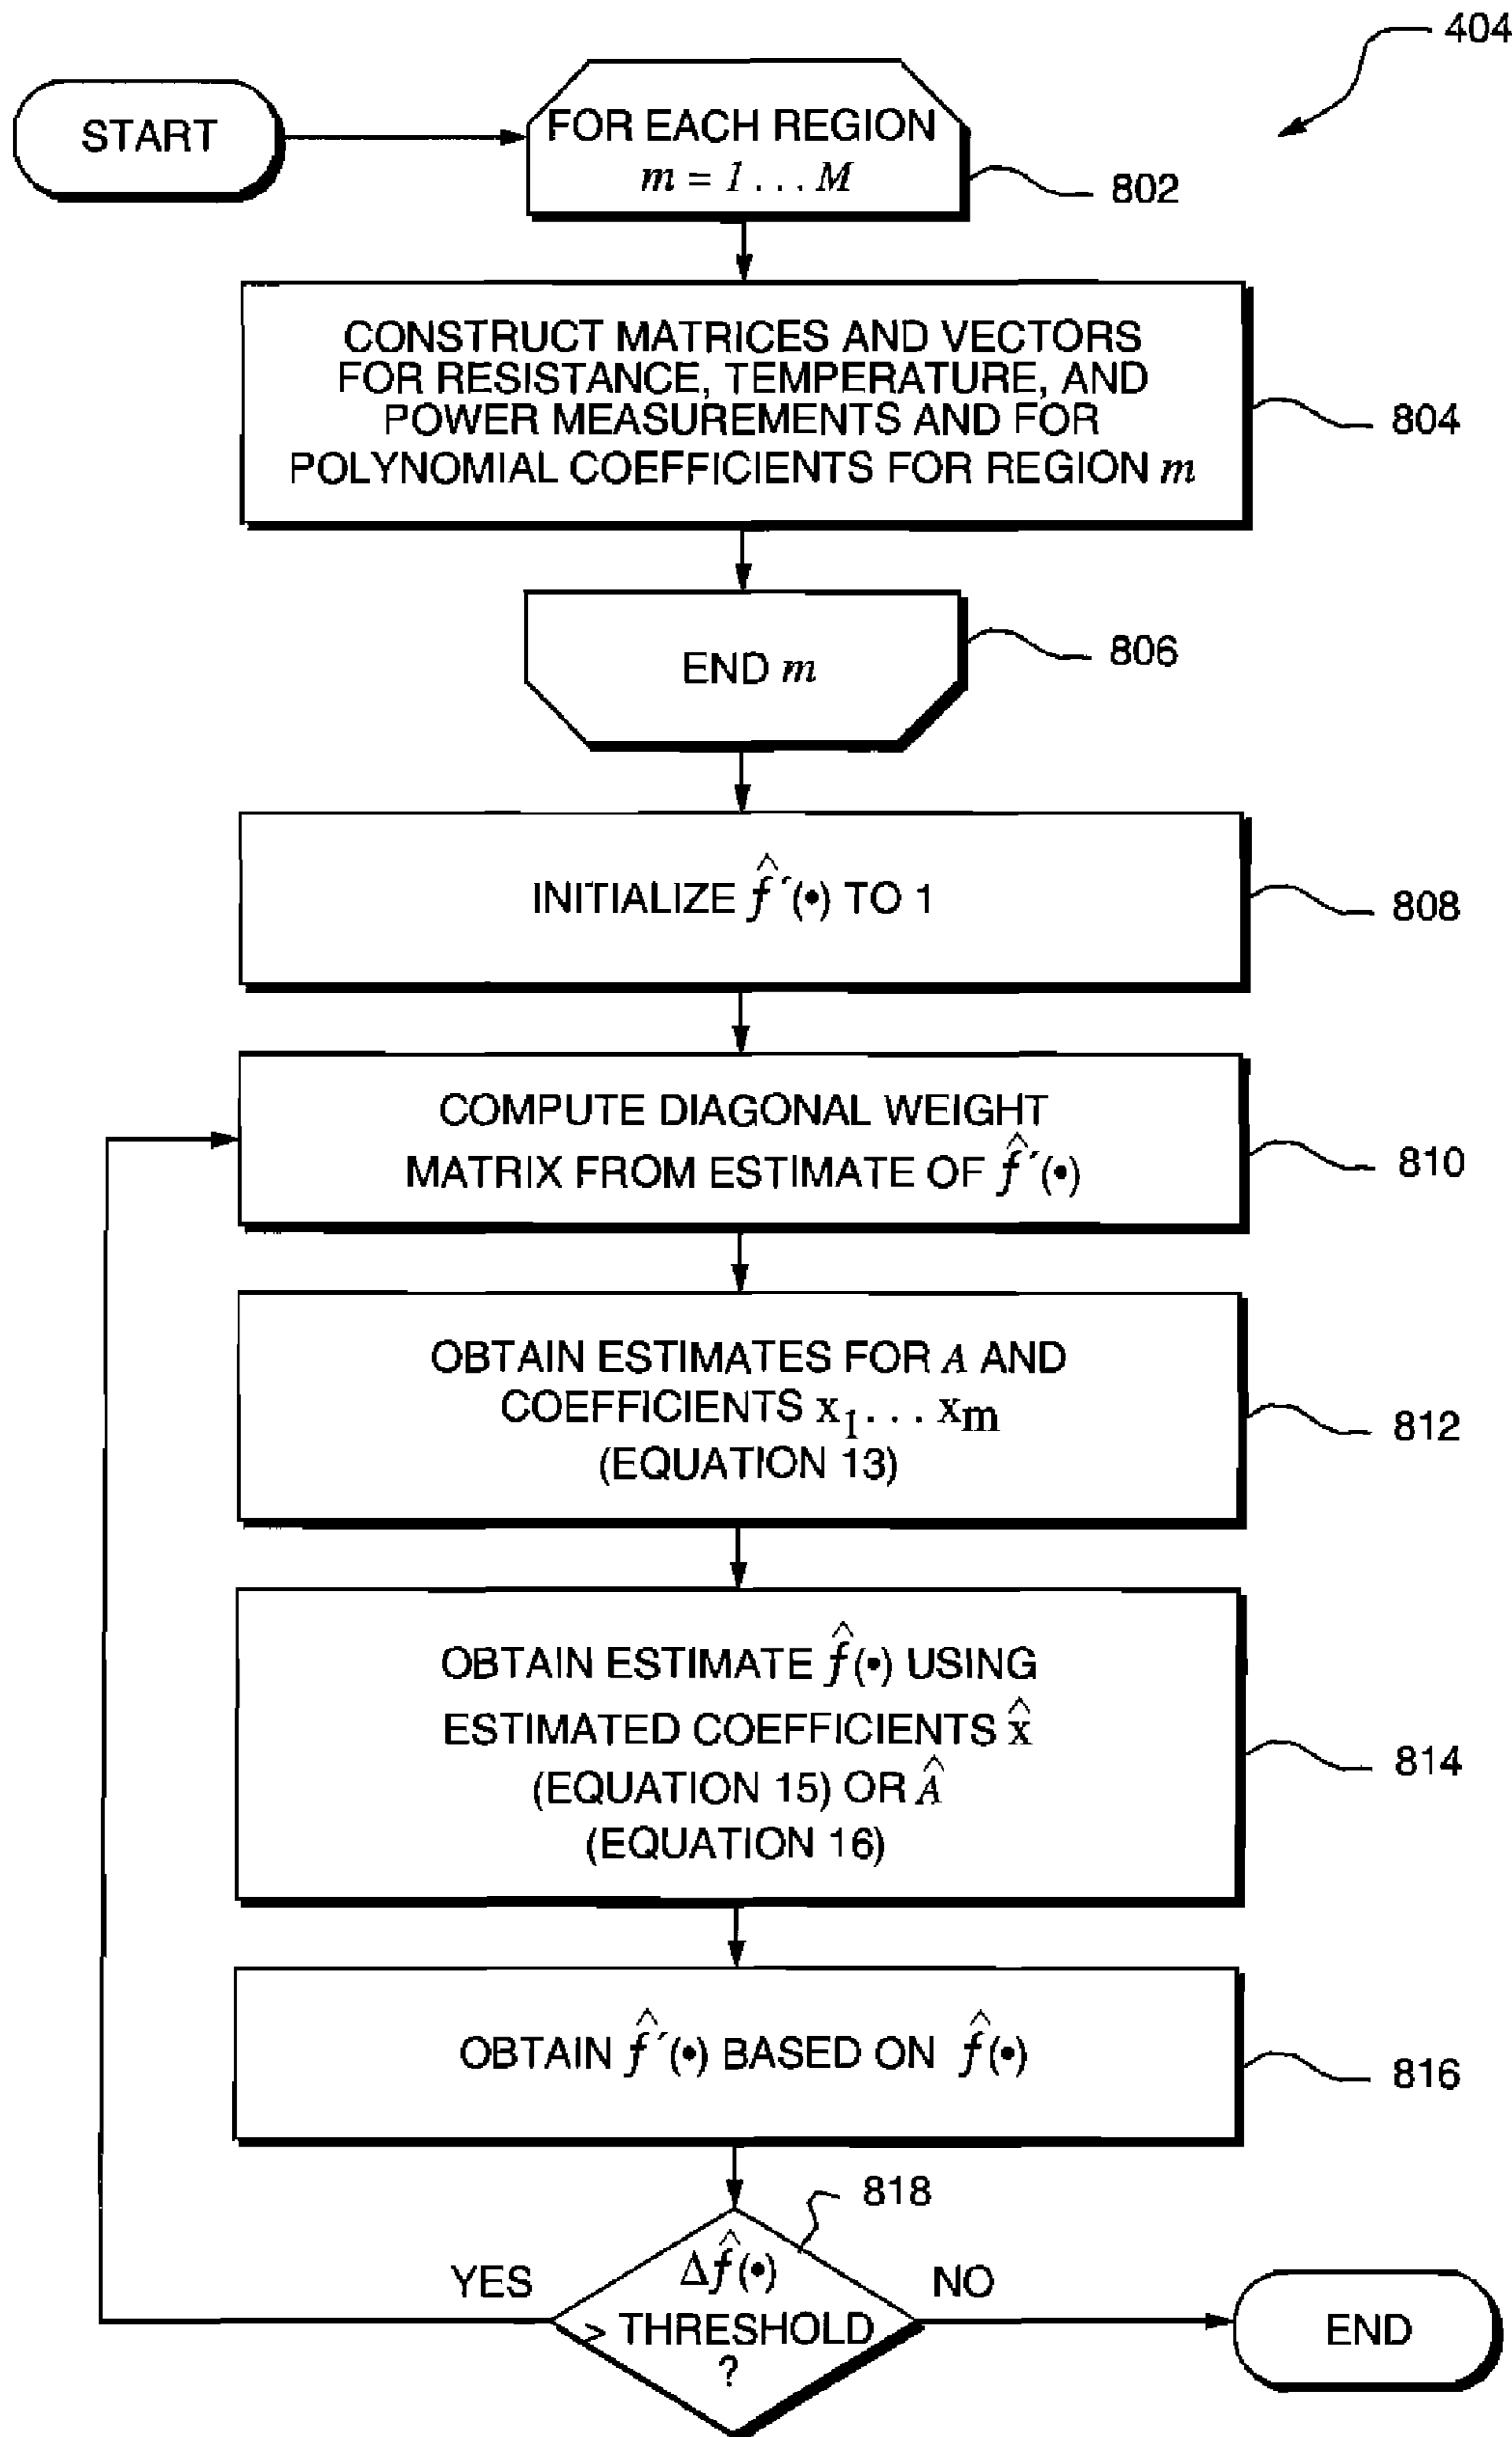 404
START
FOR EACH REGION
m = 1 . . . M
802
CONSTRUCT MATRICES AND VECTORS
FOR RESISTANCE, TEMPERATURE, AND
POWER MEASUREMENTS AND FOR
POLYNOMIAL COEFFICIENTS FOR REGION m
804
END m
806
INITIALIZE f̂´(•) TO 1
808
COMPUTE DIAGONAL WEIGHT
MATRIX FROM ESTIMATE OF f̂´(•)
810
OBTAIN ESTIMATES FOR A AND
COEFFICIENTS x₁. . . xm
(EQUATION 13)
812
OBTAIN ESTIMATE f̂(•) USING
ESTIMATED COEFFICIENTS x̂
(EQUATION 15) OR Â
(EQUATION 16)
814
OBTAIN f̂´(•) BASED ON f̂(•)
816
818
YES
Δf̂(•)
> THRESHOLD
?
NO
END